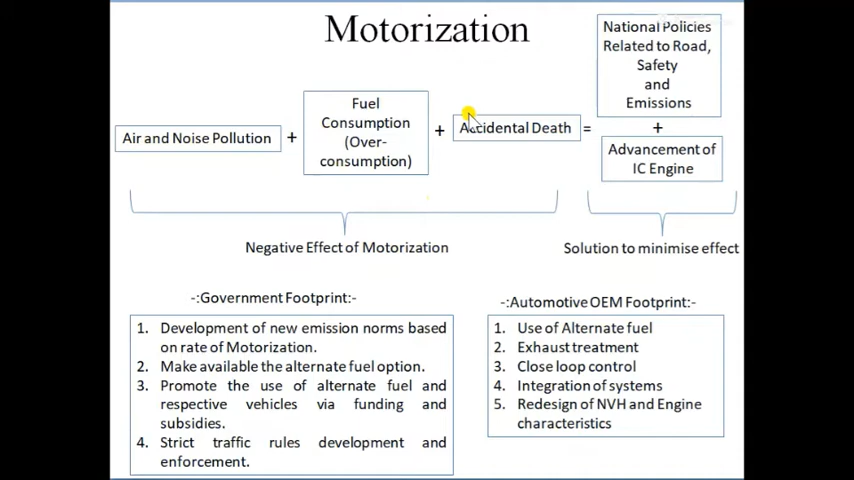 Motorization
National Policies
Related to Road,
Safety
and
Emissions
Air and Noise Pollution
+
Fuel
Consumption
(Over-
consumption)
+
Accidental Death
=
+
Advancement of
IC Engine
Negative Effect of Motorization
Solution to minimise effect
-:Government Footprint:-
1. Development of new emission norms based
on rate of Motorization.
2. Make available the alternate fuel option.
3. Promote the use of alternate fuel and
respective vehicles via funding and
subsidies.
4. Strict traffic rules development and
enforcement.
-:Automotive OEM Footprint:-
1. Use of Alternate fuel
2. Exhaust treatment
3. Close loop control
4. Integration of systems
5. Redesign of NVH and Engine
characteristics